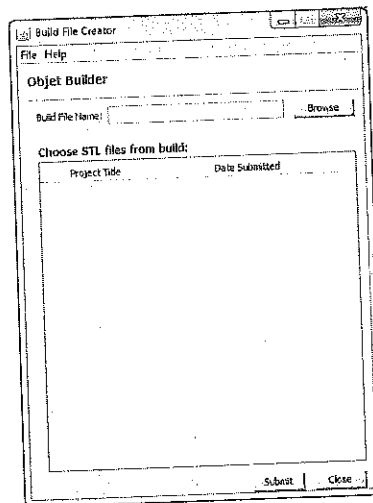 Build File Creator
File Help
Objet Builder
Build File Name: Browse
Choose STL files from build:
Project Title Date Submitted
Submit Close